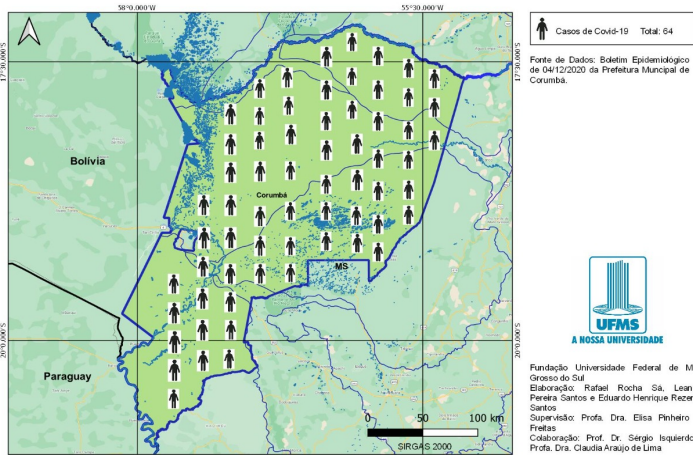 58°0.000'O
55°30.000'O
17°30.000'S
17°30.000'S
Bolívia
Corumbá
MS
20°0.000'S
20°0.000'S
Paraguay
0 50 100 km
SIRGAS 2000
Casos de Covid-19 Total: 64
Fonte de Dados: Boletim Epidemiológico
de 04/12/2020 da Prefeitura Muncipal de
Corumbá.
UFMS
A NOSSA UNIVERSIDADE
Fundação Universidade Federal de M
Grosso do Sul
Elaboração: Rafael Rocha Sá, Lean
Pereira Santos e Eduardo Henrique Rezer
Santos
Supervisão: Profa. Dra. Elisa Pinheiro
Freitas
Colaboração: Prof. Dr. Sérgio Isquierdo
Profa. Dra. Claudia Araújo de Lima